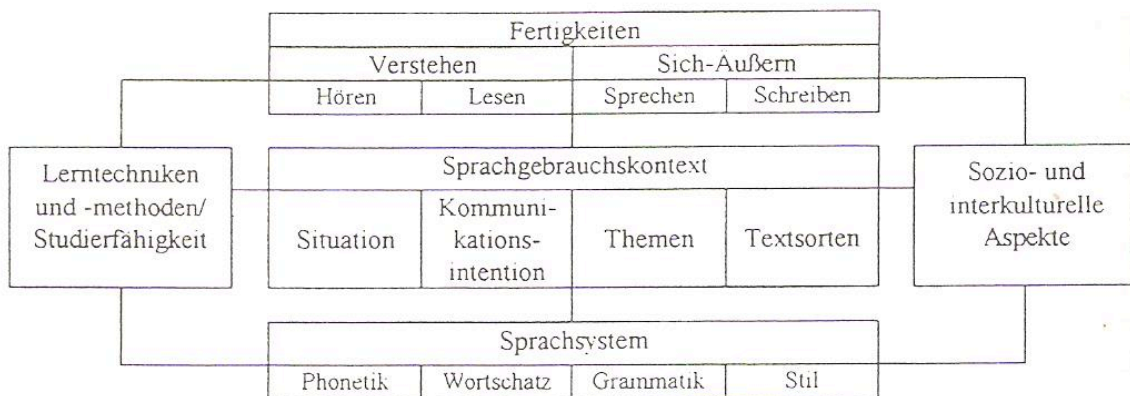 Fertigkeiten
Verstehen
Sich-Äußern
Hören
Lesen
Sprechen
Schreiben
Lerntechniken
und -methoden/
Studierfähigkeit
Sprachgebrauchskontext
Situation
Kommuni-
kations-
intention
Themen
Textsorten
Sozio- und
interkulturelle
Aspekte
Sprachsystem
Phonetik
Wortschatz
Grammatik
Stil